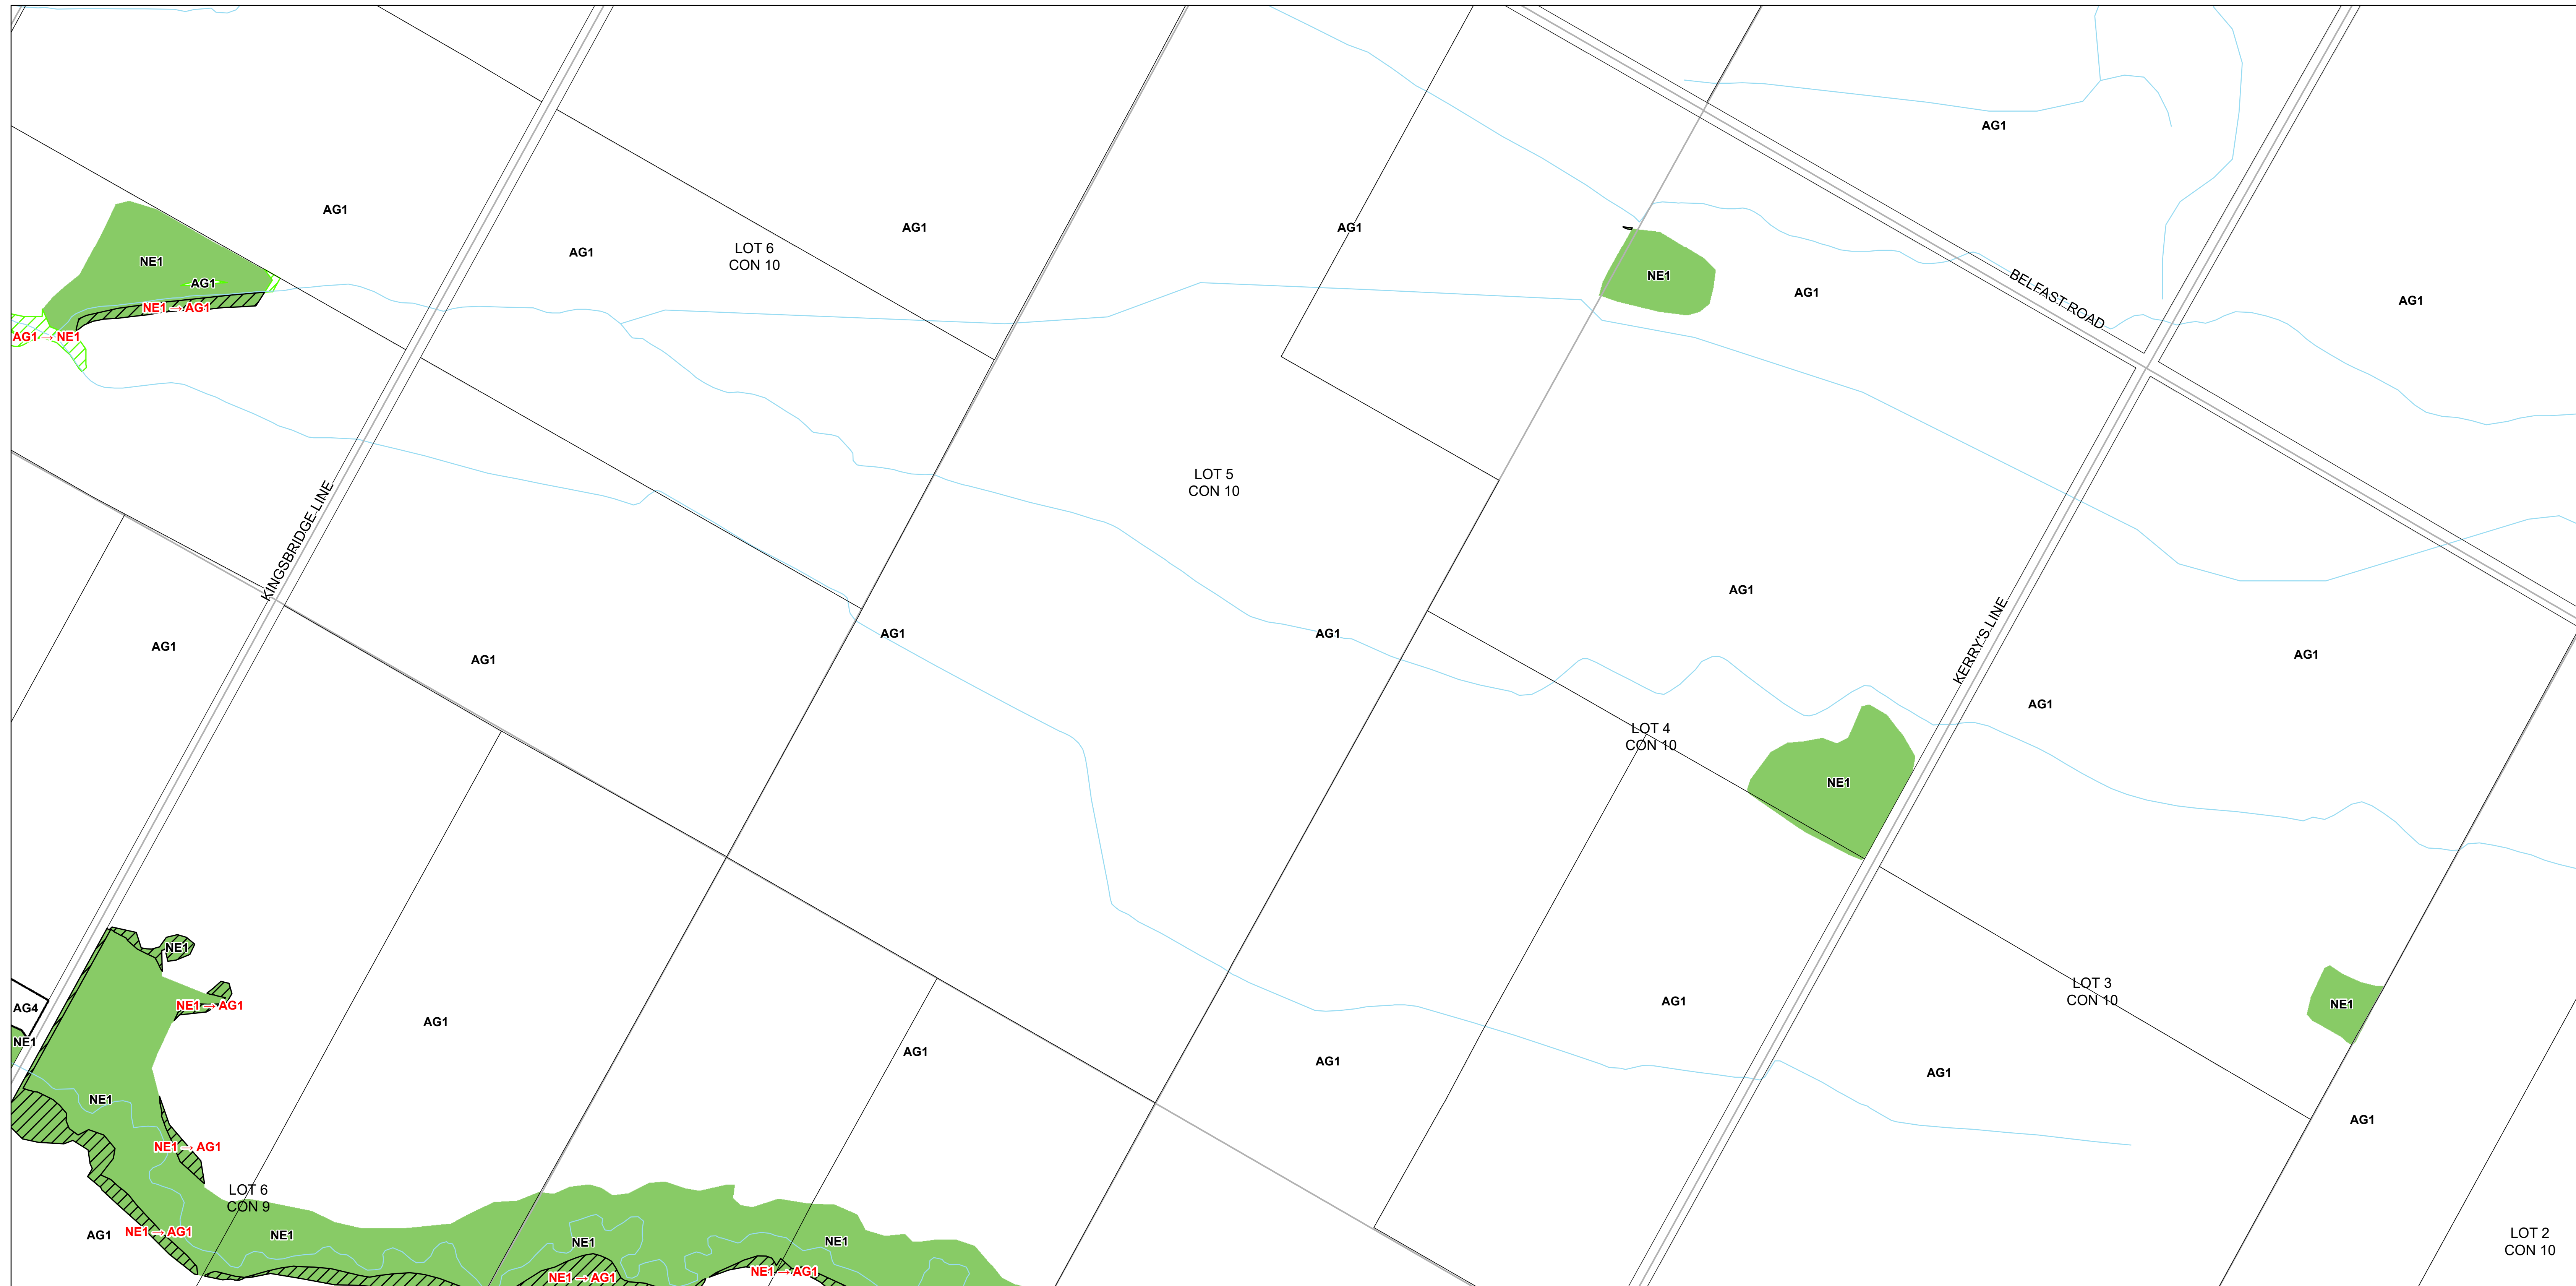 AG1
AG1
AG1
AG1
AG1
LOT 6
CON 10
NE1
NE1
AG1
AG1
AG1
NE1 → AG1
BELFAST ROAD
AG1 → NE1
LOT 5
CON 10
KINGSBRIDGE LINE
AG1
KERRY'S LINE
AG1
AG1
AG1
AG1
AG1
AG1
AG1
LOT 4
CON 10
NE1
NE1
LOT 3
CON 10
AG1
NE1
NE1 → AG1
AG4
AG1
NE1
AG1
AG1
AG1
NE1
AG1
NE1 → AG1
LOT 6
CON 9
NE1 → AG1
AG1
NE1
NE1
NE1
LOT 2
CON 10
NE1 → AG1
NE1 → AG1